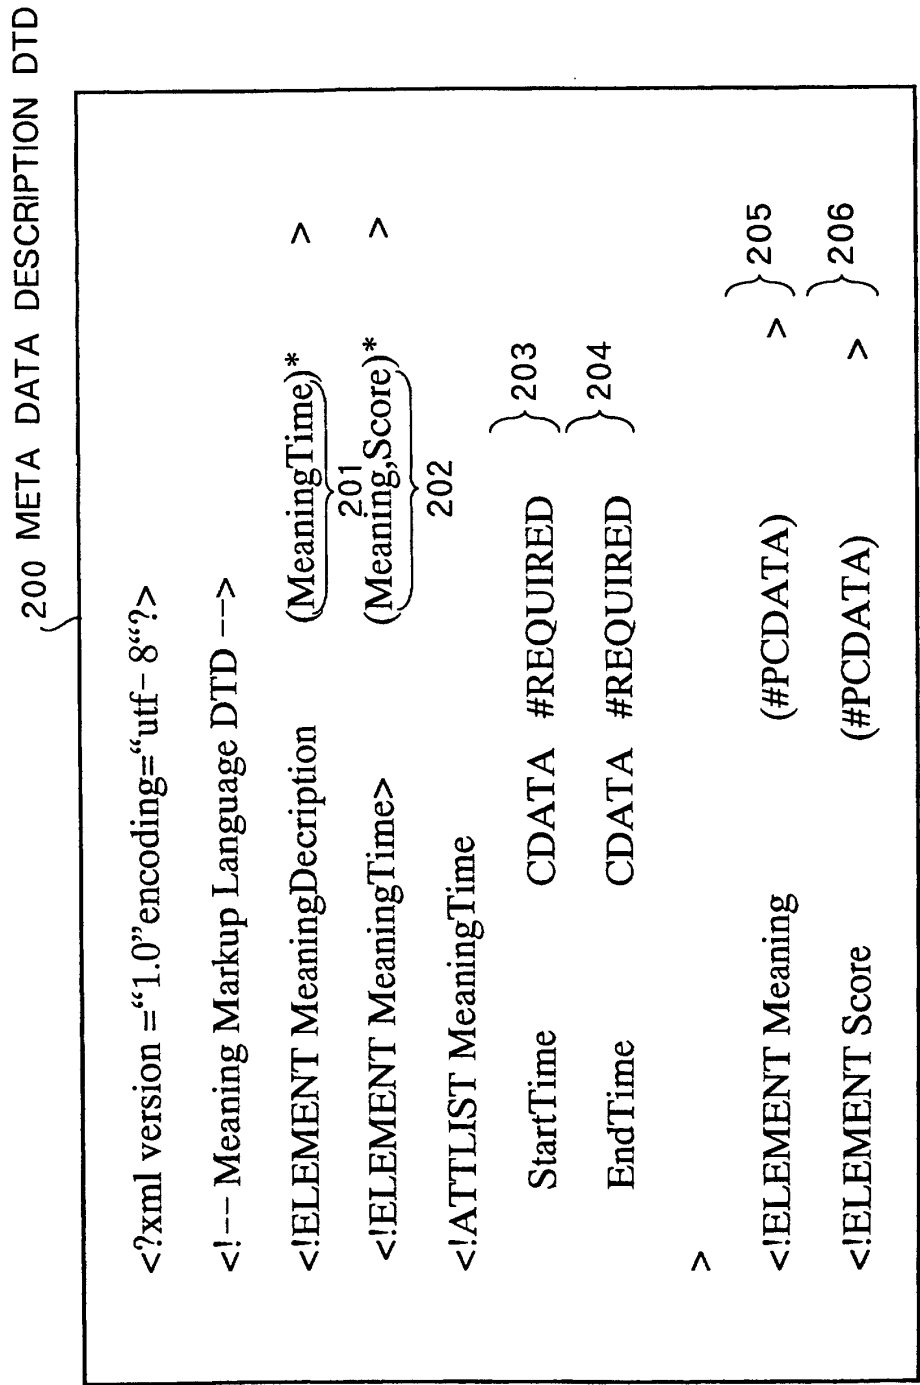 200 META DATA DESCRIPTION DTD
<?xml version =“1.0”encoding=“utf-8“?>
<!-- Meaning Markup Language DTD -->
<!ELEMENT MeaningDecription (MeaningTime)* >
201
<!ELEMENT MeaningTime> (Meaning,Score)* >
202
<!ATTLIST MeaningTime
StartTime CDATA #REQUIRED 203
EndTime CDATA #REQUIRED 204
>
<!ELEMENT Meaning (#PCDATA) > 205
<!ELEMENT Score (#PCDATA) > 206